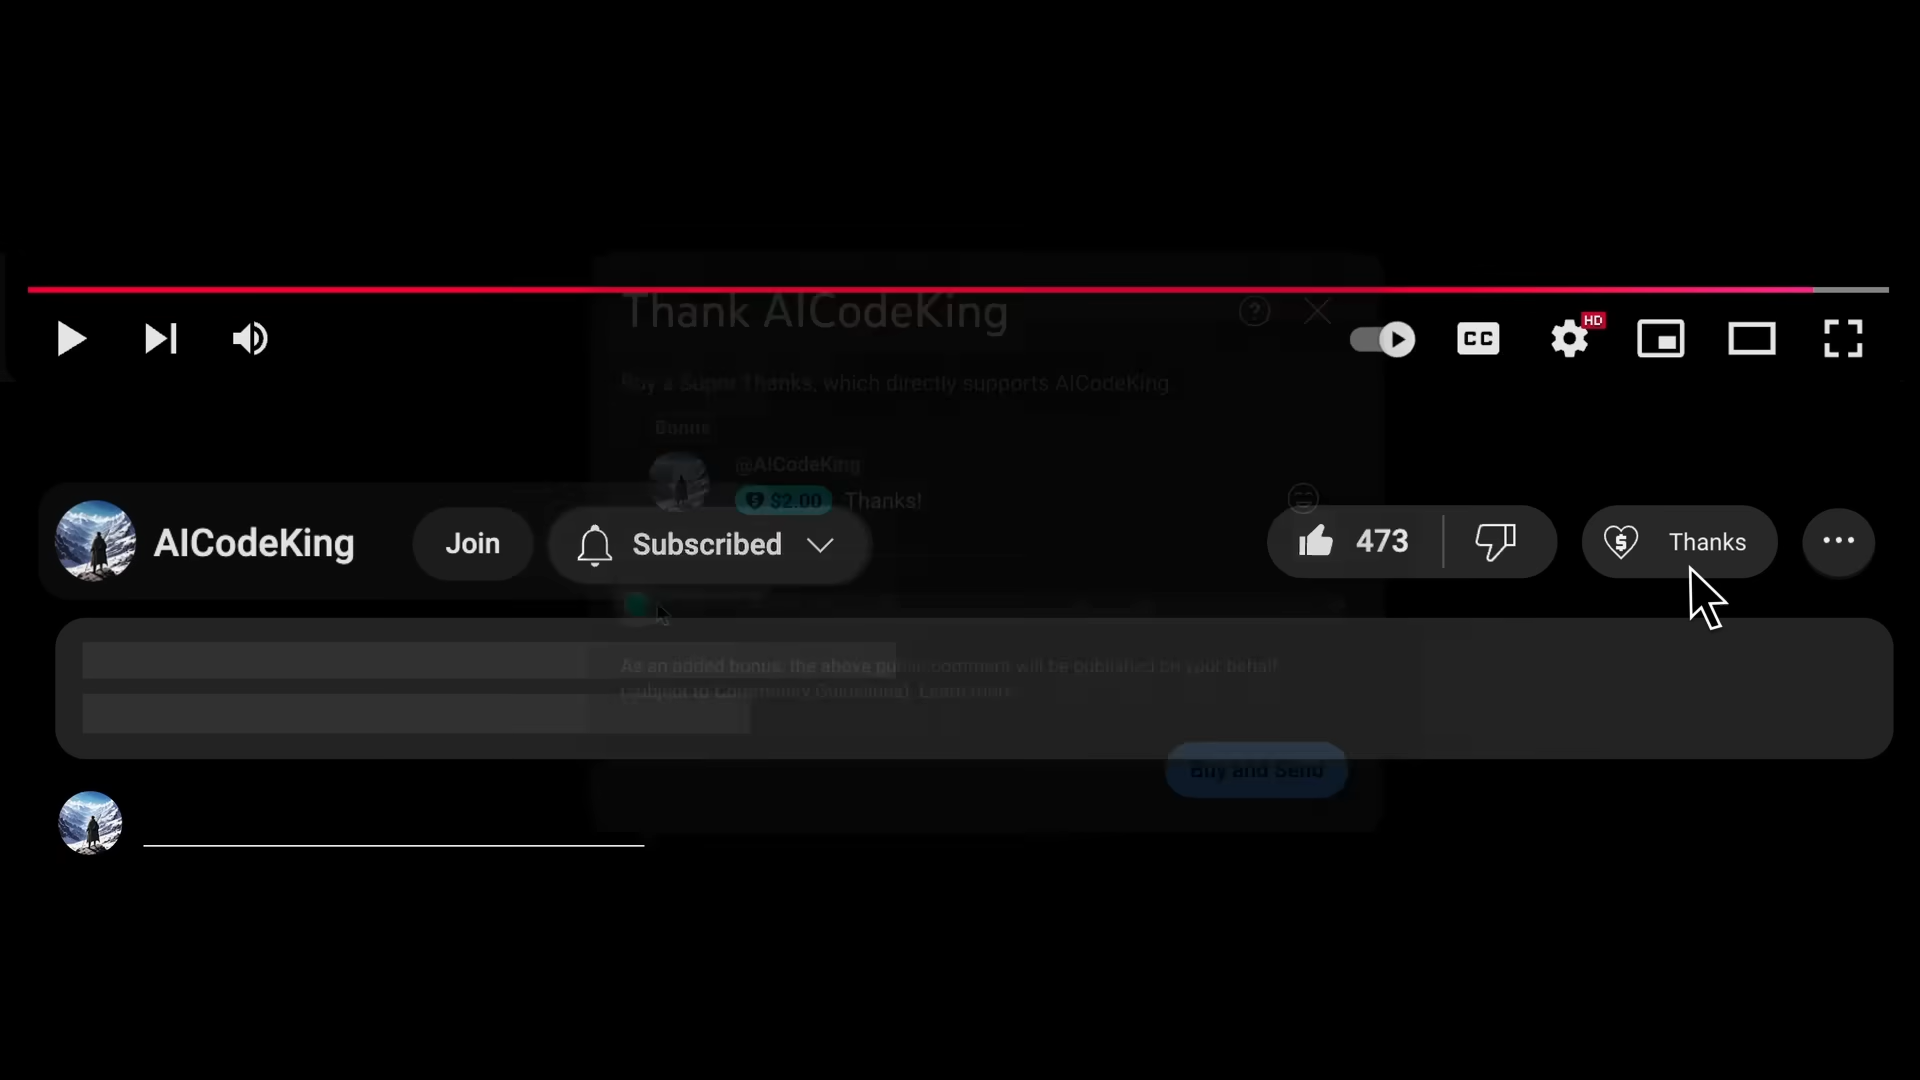 Thank AICodeKing
HD
CC
Buy a Super Thanks, which directly supports AICodeKing
Bonus
@AICodeKing
$2.00 Thanks!
AICodeKing Join Subscribed 473 Thanks
As an added bonus, the above public comment will be published on your behalf
(subject to Community Guidelines). Learn more
Buy and Send